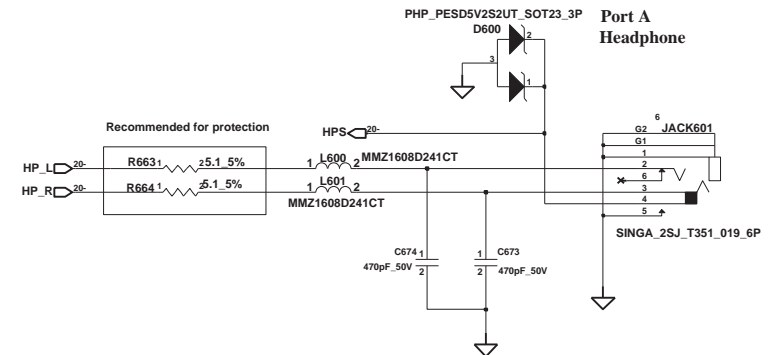 PHP_PESD5V2S2UT_SOT23_3P
D600
Port A
Headphone
2
3
1
Recommended for protection
HPS 20-
6
G2 JACK601
G1
1
HP_L 20- R663 1 2 5.1_5% 1 L600 2 MMZ1608D241CT 2
6
HP_R 20- R664 1 2 5.1_5% 1 L601 2 3
MMZ1608D241CT 4
5
SINGA_2SJ_T351_019_6P
C674 1 1 C673
470pF_50V 2 2 470pF_50V